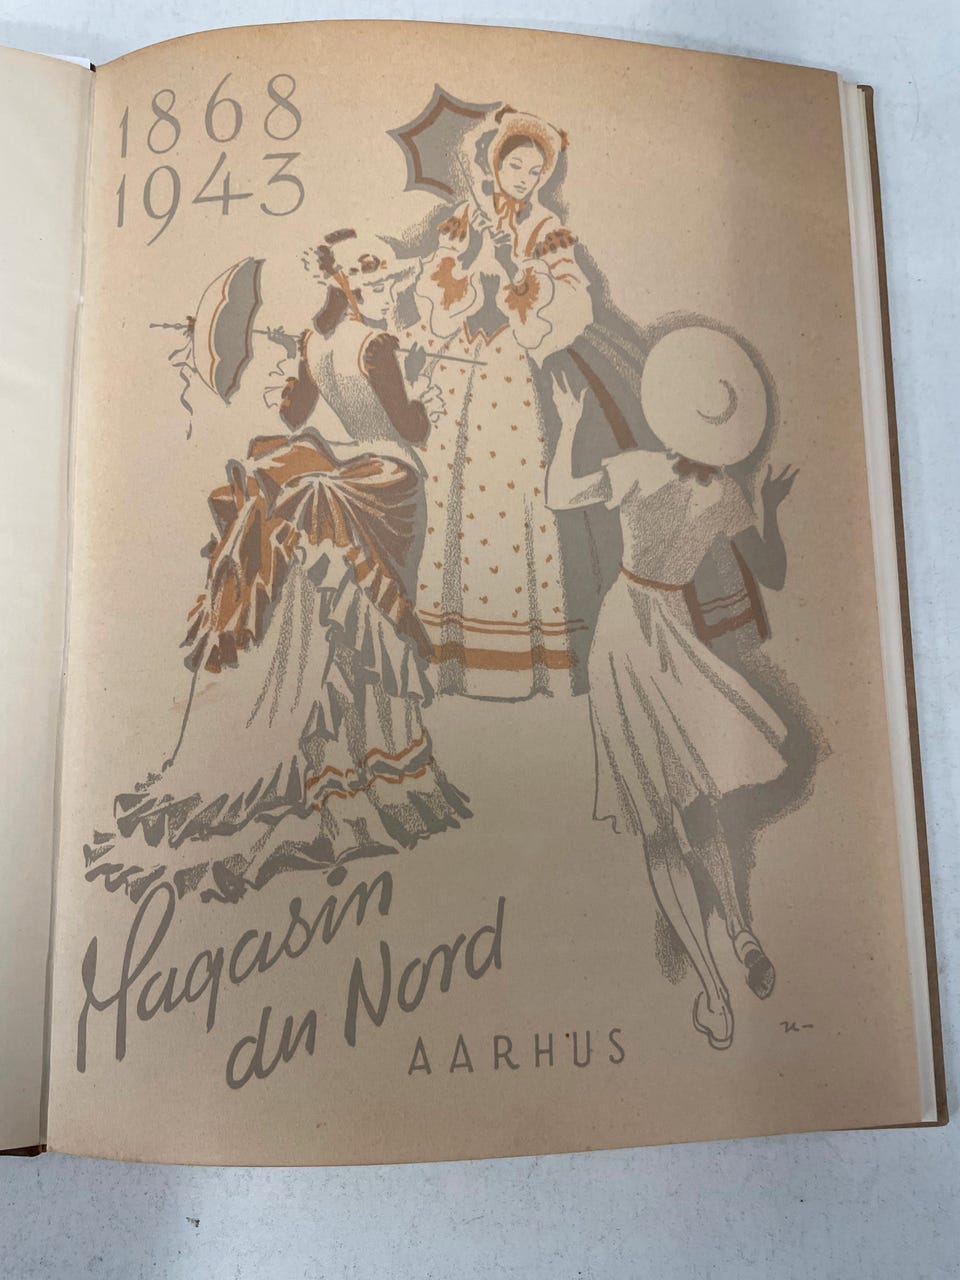 1868
1943
Magasin
du Nord
AARHUS